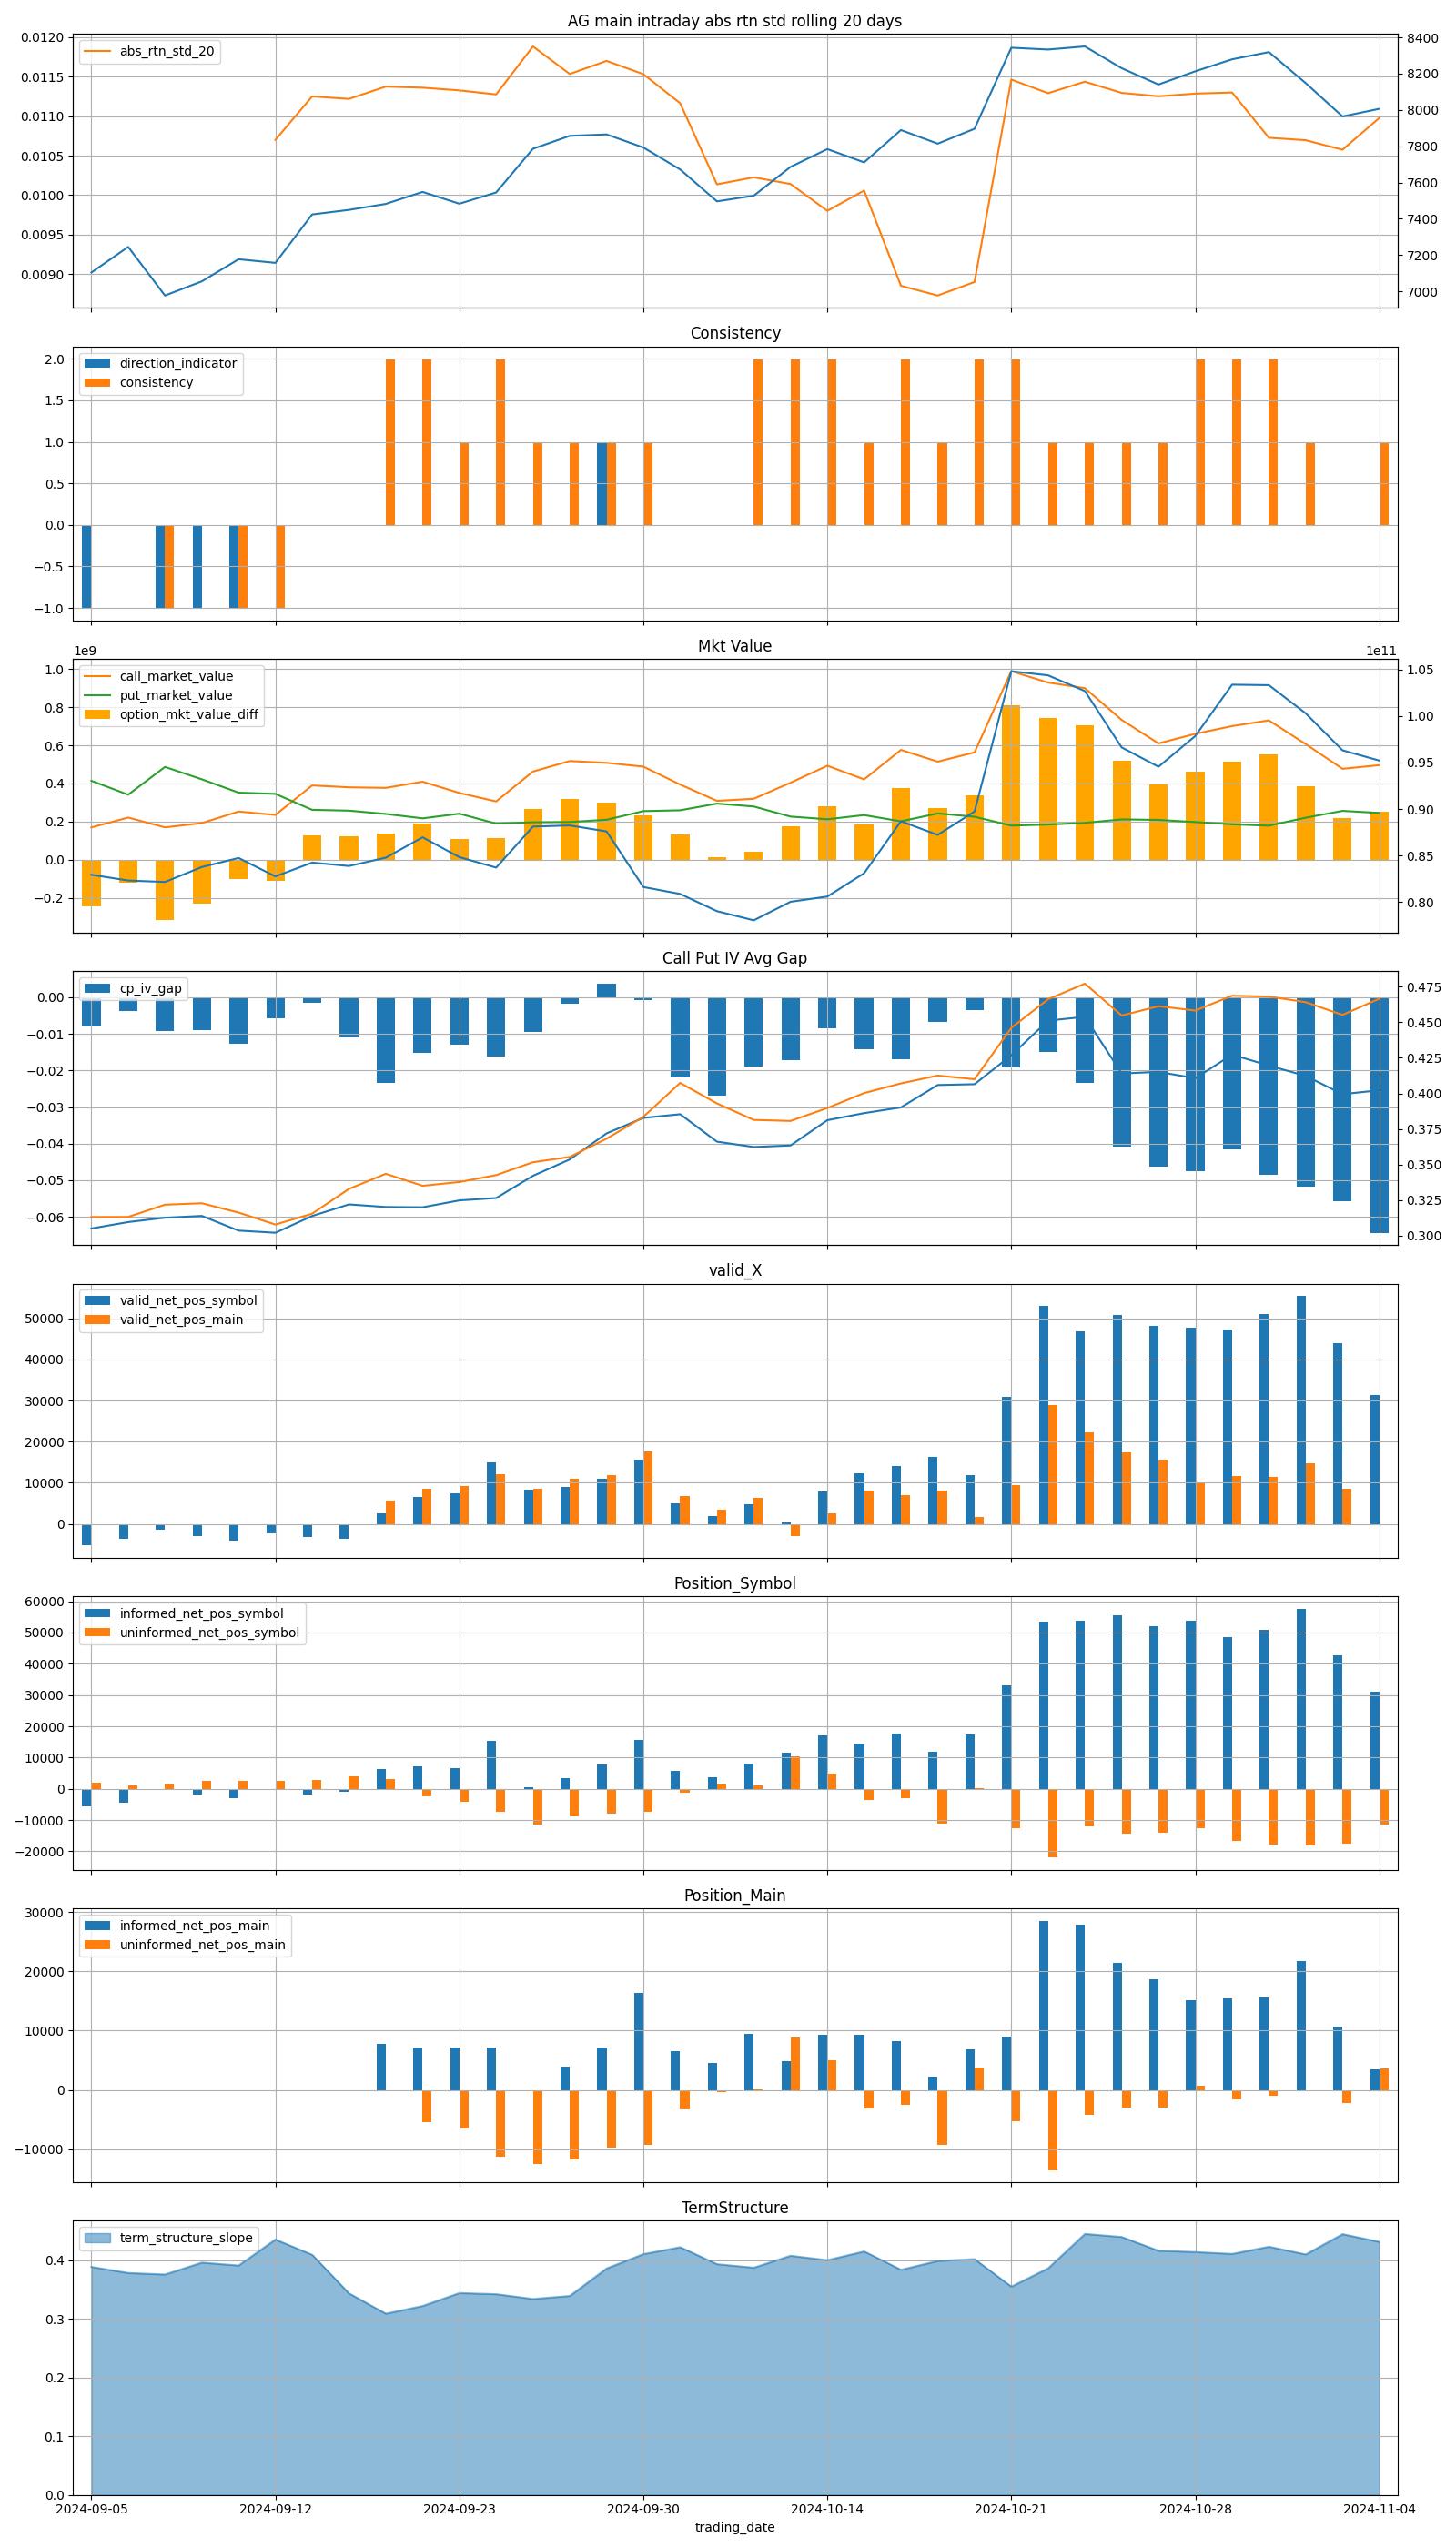 AG main intraday abs rtn std rolling 20 days
abs_rtn_std_20
0.0120
0.0115
0.0110
0.0105
0.0100
0.0095
0.0090
8400
8200
8000
7800
7600
7400
7200
7000
Consistency
direction_indicator
consistency
2.0
1.5
1.0
0.5
0.0
−0.5
−1.0
Mkt Value
1e9
1e11
call_market_value
put_market_value
option_mkt_value_diff
1.0
0.8
0.6
0.4
0.2
0.0
−0.2
1.05
1.00
0.95
0.90
0.85
0.80
Call Put IV Avg Gap
cp_iv_gap
0.00
−0.01
−0.02
−0.03
−0.04
−0.05
−0.06
0.475
0.450
0.425
0.400
0.375
0.350
0.325
0.300
valid_X
valid_net_pos_symbol
valid_net_pos_main
50000
40000
30000
20000
10000
0
Position_Symbol
informed_net_pos_symbol
uninformed_net_pos_symbol
60000
50000
40000
30000
20000
10000
0
−10000
−20000
Position_Main
informed_net_pos_main
uninformed_net_pos_main
30000
20000
10000
0
−10000
TermStructure
term_structure_slope
0.4
0.3
0.2
0.1
0.0
2024-09-05 2024-09-12 2024-09-23 2024-09-30 2024-10-14 2024-10-21 2024-10-28 2024-11-04
trading_date